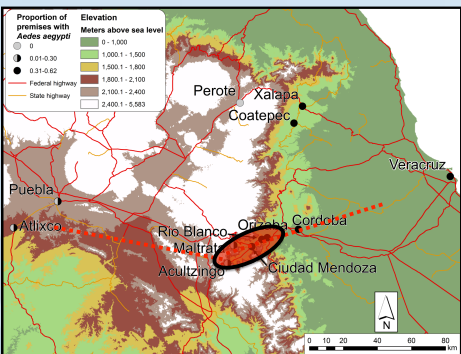 Proportion of
premises with
Aedes aegypti
0
0.01-0.30
0.31-0.62
Federal highway
State highway
Elevation
Meters above sea level
0 - 1,000
1,000.1 - 1,500
1,500.1 - 1,800
1,800.1 - 2,100
2,100.1 - 2,400
2,400.1 - 5,583
Perote
Xalapa
Coatepec
Veracruz
Puebla
Atlixco
Rio Blanco
Orizaba
Cordoba
Maltrata
Acultzingo
Ciudad Mendoza
N
0 10 20 40 60 80
km